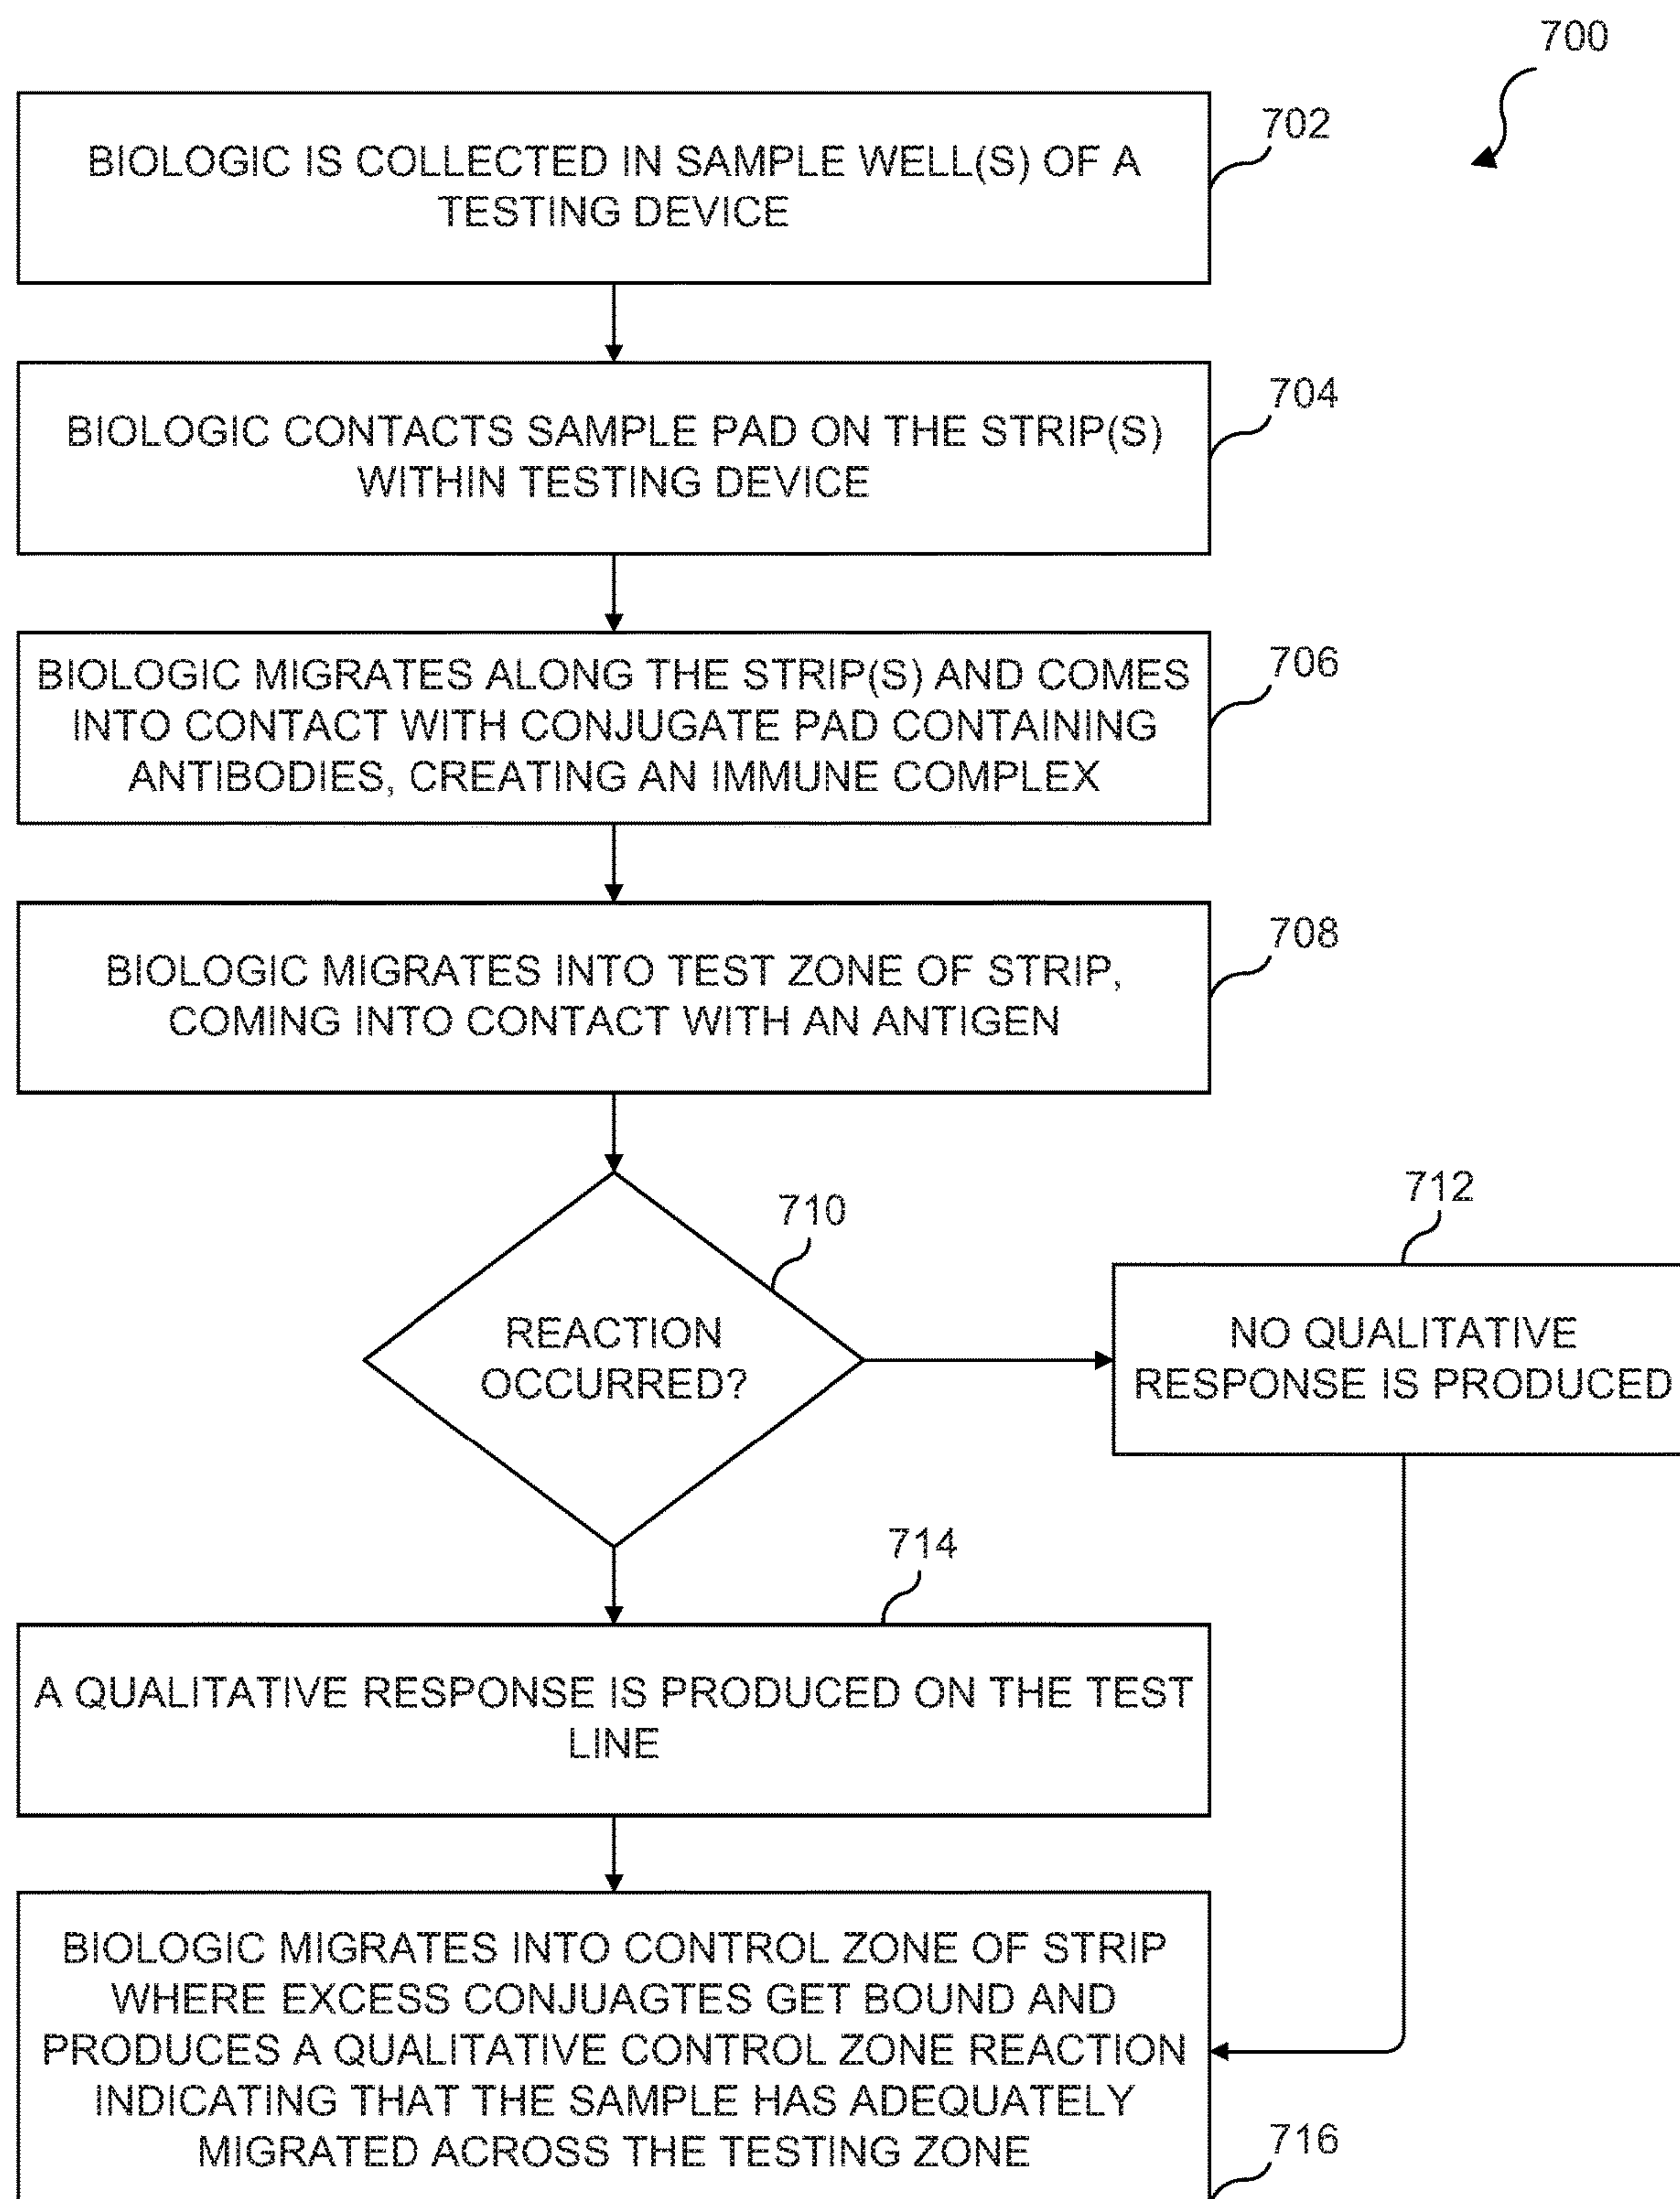 700
702
BIOLOGIC IS COLLECTED IN SAMPLE WELL(S) OF A
TESTING DEVICE
704
BIOLOGIC CONTACTS SAMPLE PAD ON THE STRIP(S)
WITHIN TESTING DEVICE
706
BIOLOGIC MIGRATES ALONG THE STRIP(S) AND COMES
INTO CONTACT WITH CONJUGATE PAD CONTAINING
ANTIBODIES, CREATING AN IMMUNE COMPLEX
708
BIOLOGIC MIGRATES INTO TEST ZONE OF STRIP,
COMING INTO CONTACT WITH AN ANTIGEN
710
REACTION
OCCURRED?
712
NO QUALITATIVE
RESPONSE IS PRODUCED
714
A QUALITATIVE RESPONSE IS PRODUCED ON THE TEST
LINE
BIOLOGIC MIGRATES INTO CONTROL ZONE OF STRIP
WHERE EXCESS CONJUAGTES GET BOUND AND
PRODUCES A QUALITATIVE CONTROL ZONE REACTION
INDICATING THAT THE SAMPLE HAS ADEQUATELY
MIGRATED ACROSS THE TESTING ZONE
716